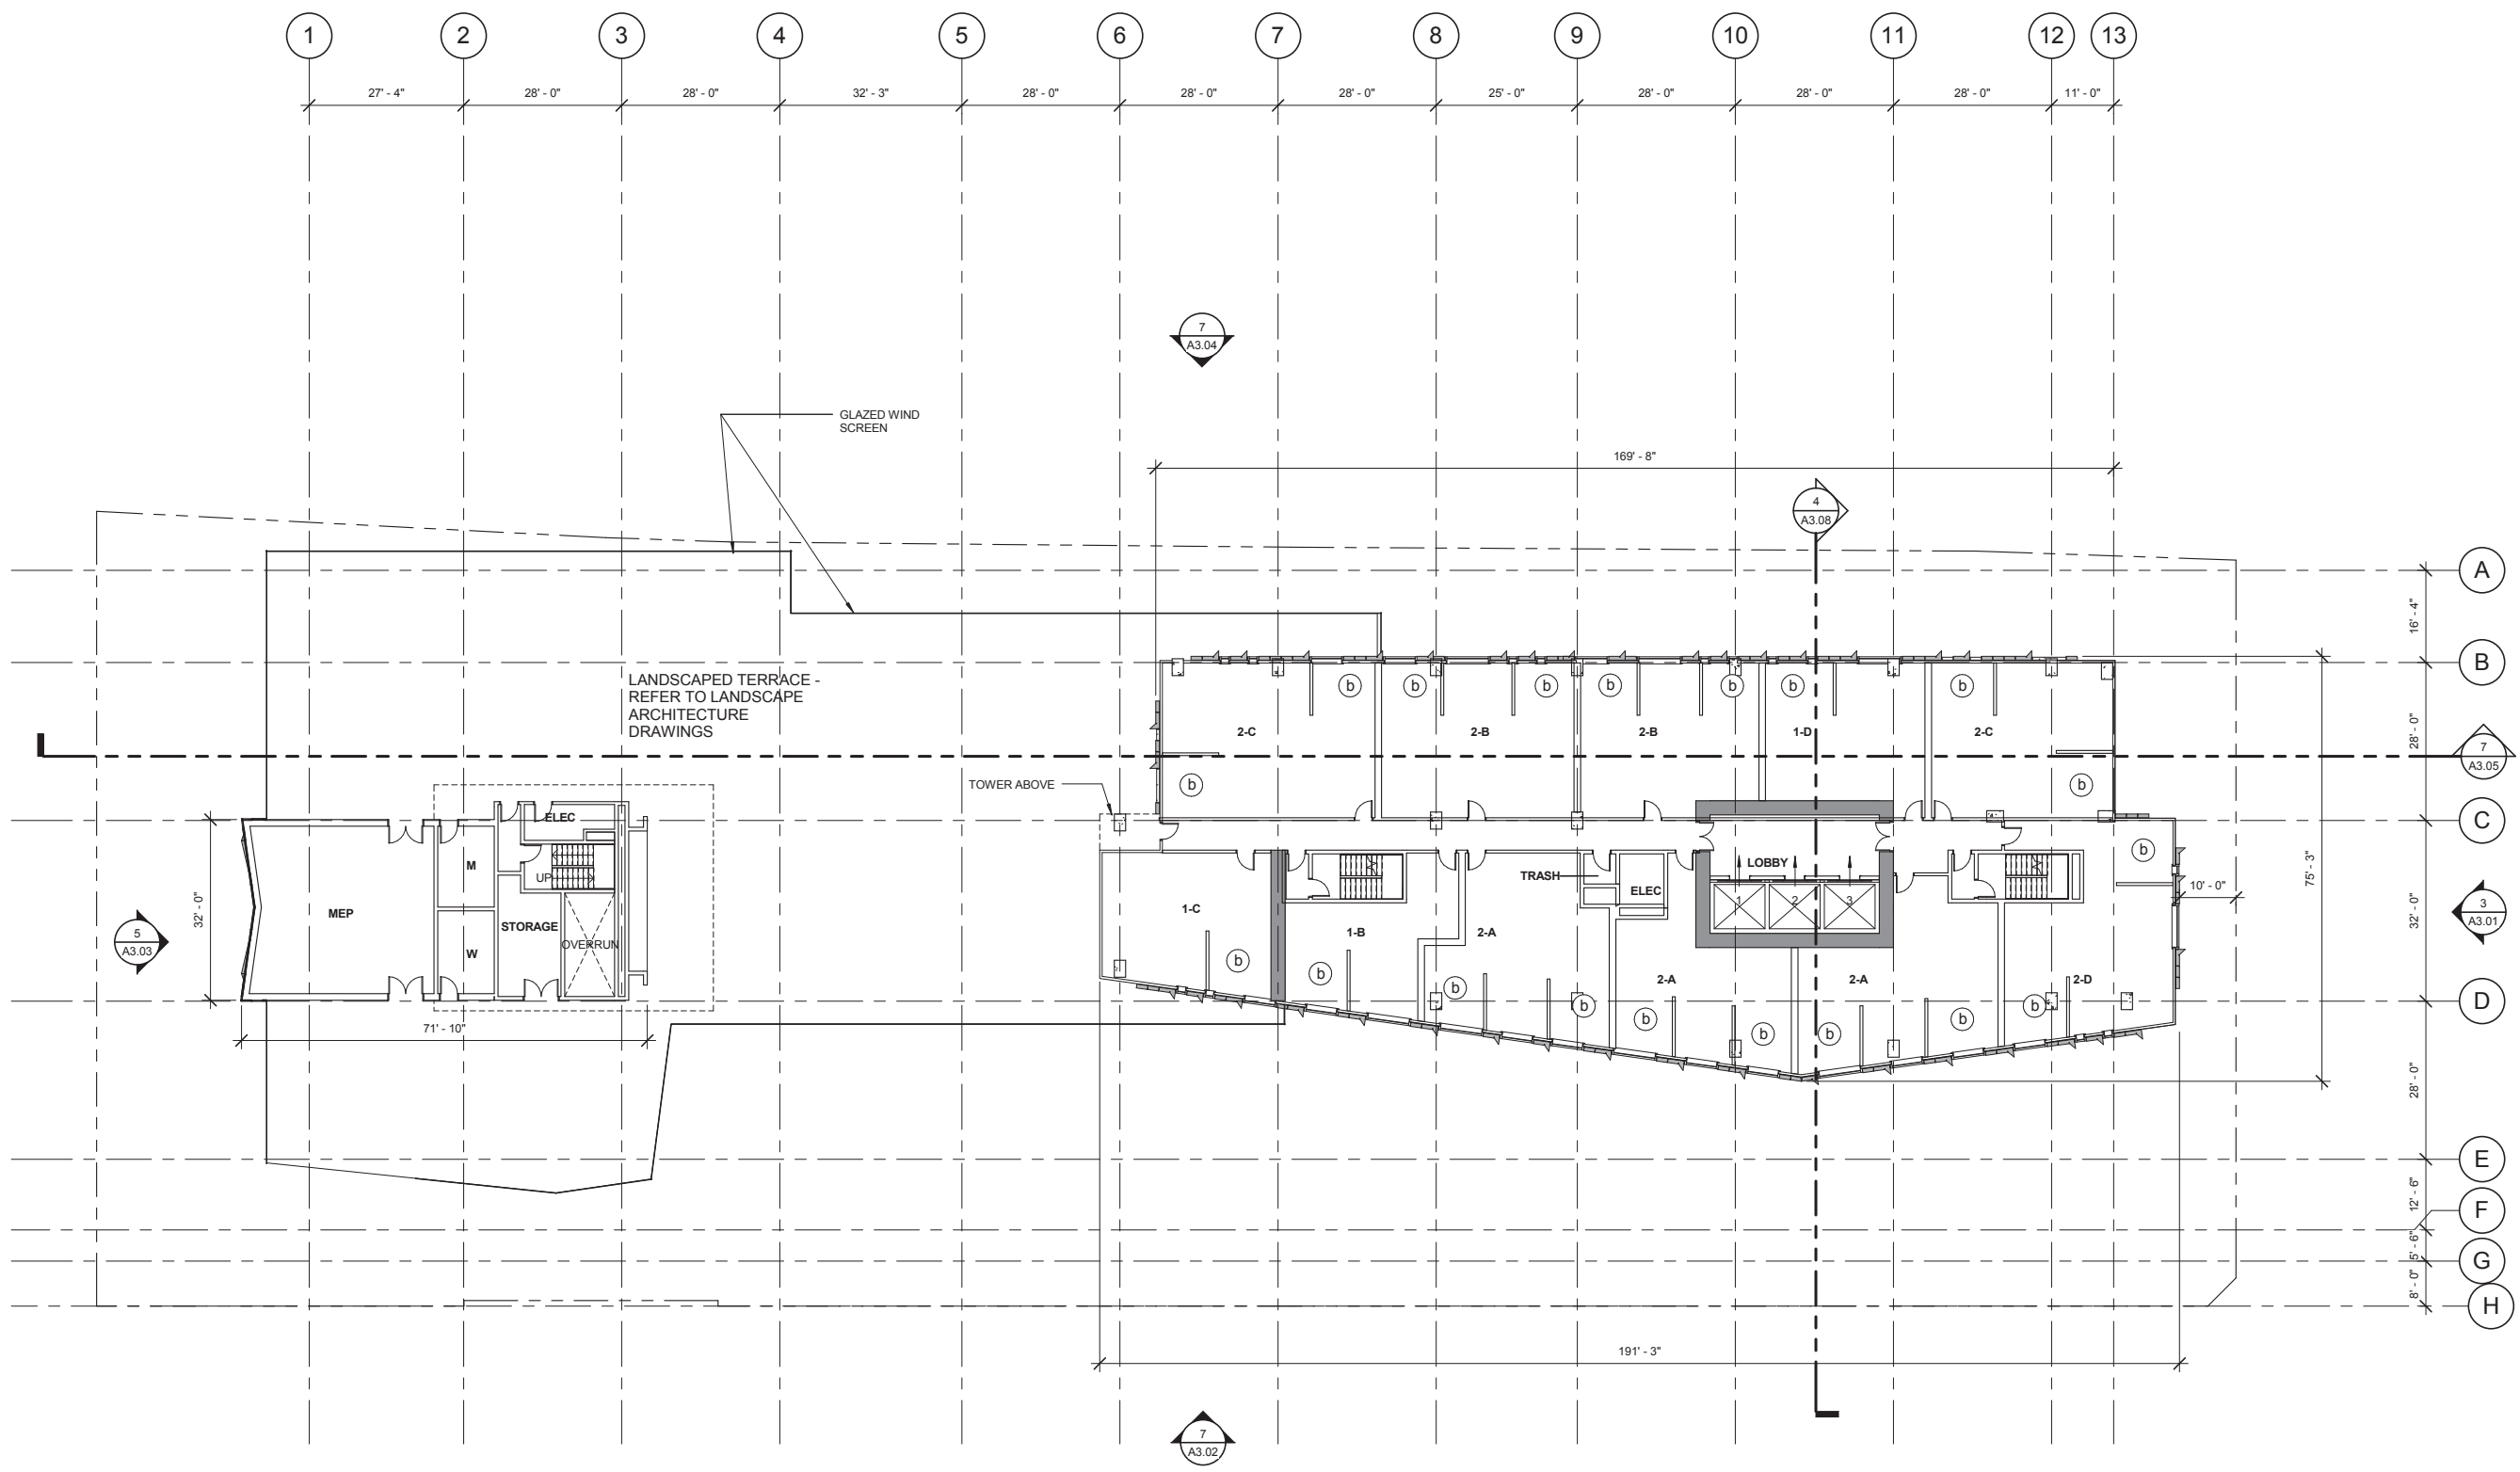 1 2 3 4 5 6 7 8 9 10 11 12 13
27' - 4" 28' - 0" 28' - 0" 32' - 3" 28' - 0" 28' - 0" 28' - 0" 25' - 0" 28' - 0" 28' - 0" 28' - 0" 11' - 0"
7
A3.04
GLAZED WIND
SCREEN
169' - 8"
4
A3.08
A
16' - 4"
B
LANDSCAPED TERRACE -
REFER TO LANDSCAPE
ARCHITECTURE
DRAWINGS
b b b b b b b
2-C 2-B 2-B 1-D 2-C
28' - 0"
7
A3.05
TOWER ABOVE
b b
C
ELEC
M
UP
LOBBY
b
TRASH
ELEC
75' - 3"
10' - 0"
1 2 3
MEP
32' - 0"
STORAGE
1-C
1-B 2-A
32' - 0"
3
A3.01
5
A3.03
W
OVERRUN
b b
2-A 2-A 2-D
b b b b b b b
D
71' - 10"
28' - 0"
E
12' - 6"
F
5' - 6"
G
8' - 0"
H
191' - 3"
7
A3.02